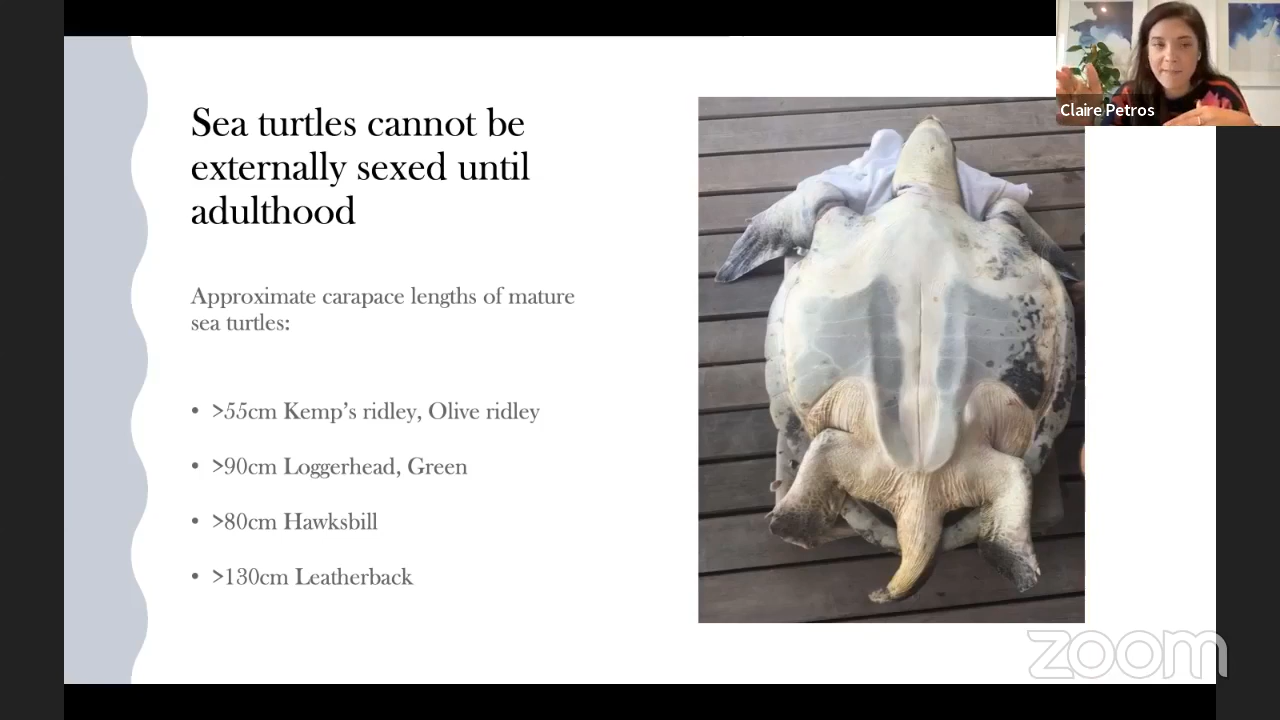 Sea turtles cannot be
externally sexed until
adulthood
Approximate carapace lengths of mature
sea turtles:
• >55cm Kemp’s ridley, Olive ridley
• >90cm Loggerhead, Green
• >80cm Hawksbill
• >130cm Leatherback
Claire Petros
zoom